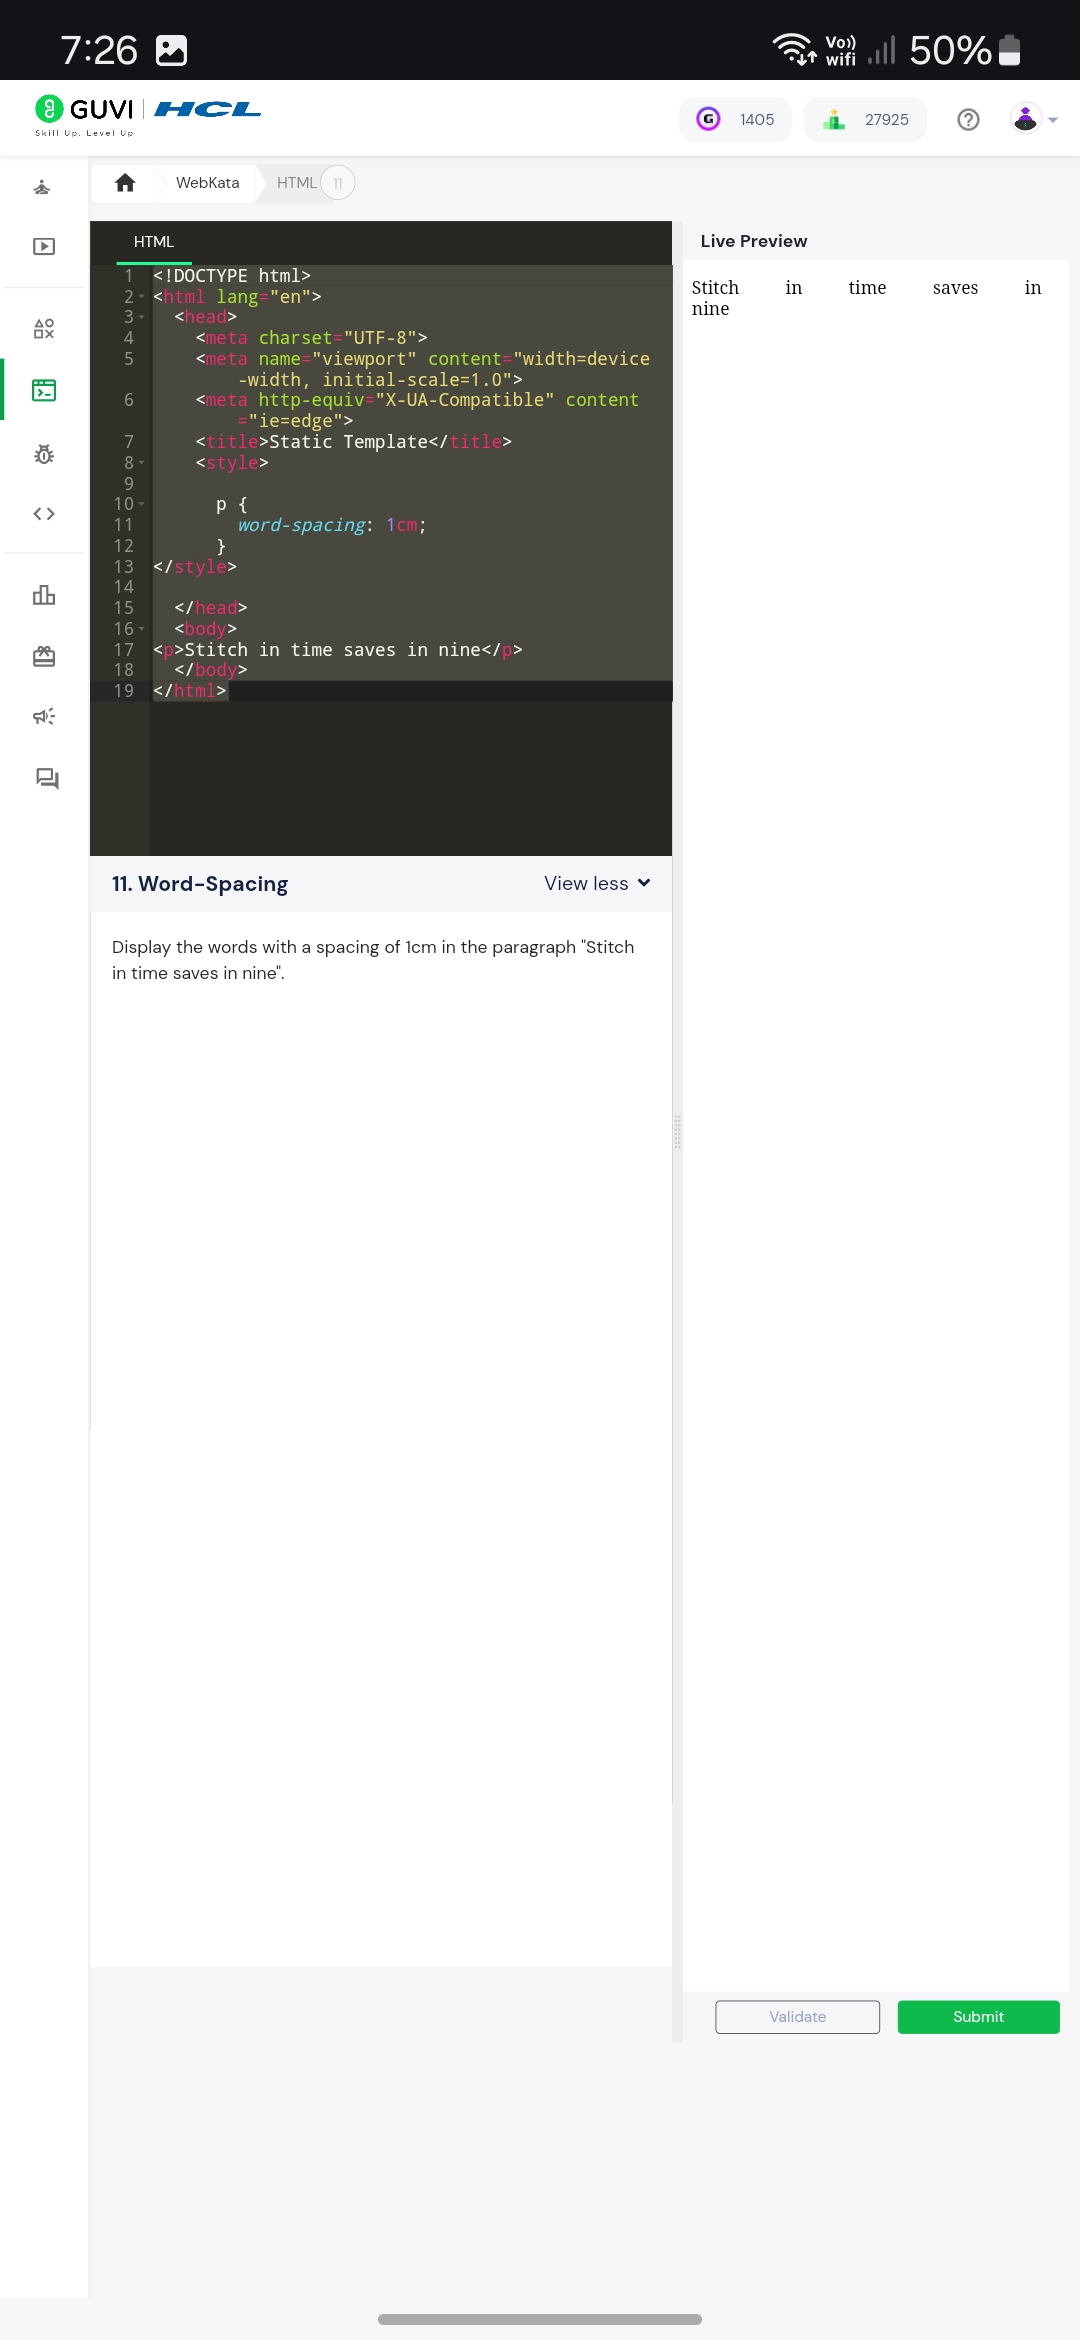 7:26 Vo)) wifi 50%
GUVI | HCL
Skill Up. Level Up
1405 27925
WebKata HTML 11
HTML
1 <!DOCTYPE html>
2 <html lang="en">
3 <head>
4 <meta charset="UTF-8">
5 <meta name="viewport" content="width=device
-width, initial-scale=1.0">
6 <meta http-equiv="X-UA-Compatible" content
="ie=edge">
7 <title>Static Template</title>
8 <style>
9
10 p {
11 word-spacing: 1cm;
12 }
13 </style>
14
15 </head>
16 <body>
17 <p>Stitch in time saves in nine</p>
18 </body>
19 </html>
11. Word-Spacing View less
Display the words with a spacing of 1cm in the paragraph "Stitch
in time saves in nine".
Live Preview
Stitch in time saves in
nine
Validate Submit